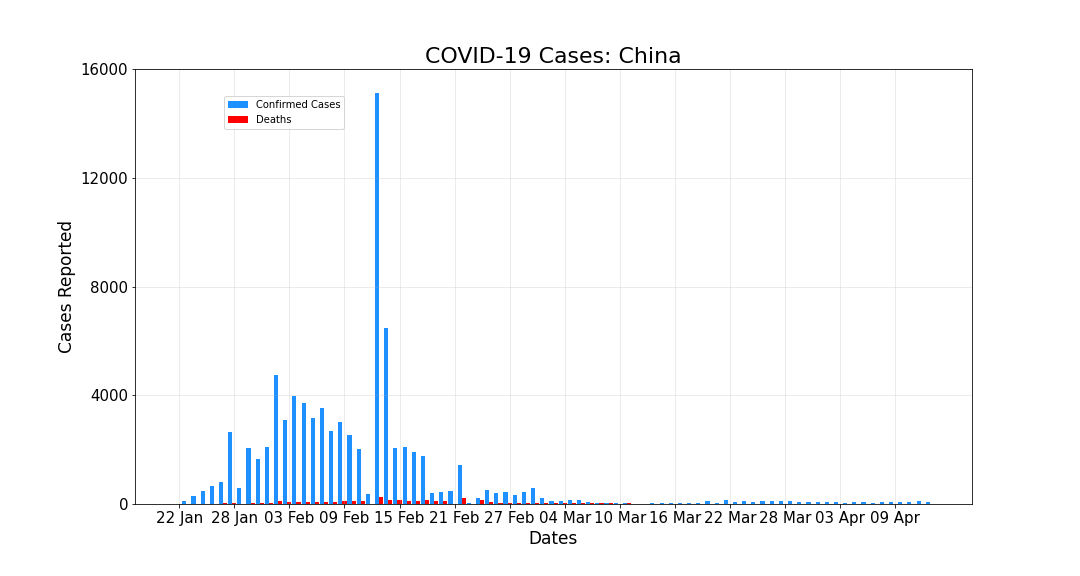 COVID-19 Cases: China
16000
12000
8000
4000
0
Cases Reported
Confirmed Cases
Deaths
22 Jan 28 Jan 03 Feb 09 Feb 15 Feb 21 Feb 27 Feb 04 Mar 10 Mar 16 Mar 22 Mar 28 Mar 03 Apr 09 Apr
Dates